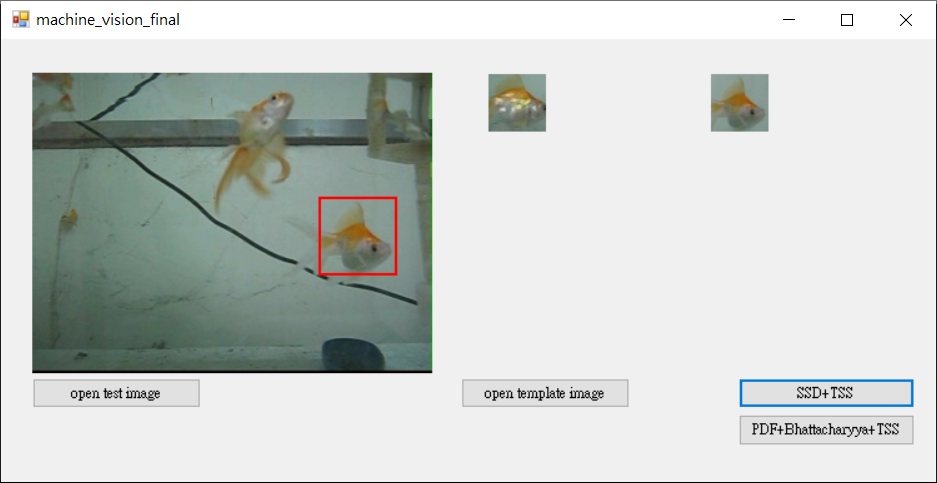 machine_vision_final
open test image
open template image
SSD+TSS
PDF+Bhattacharyya+TSS